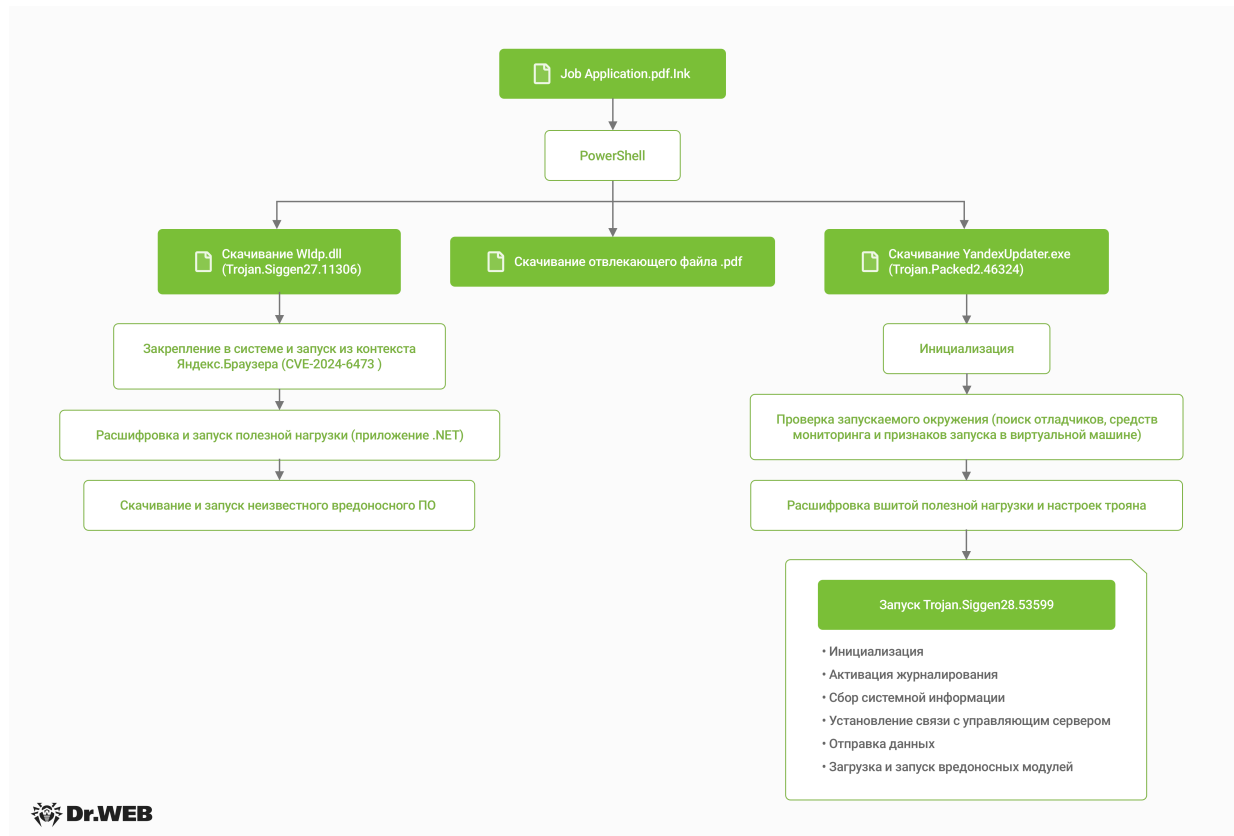 Job Application.pdf.lnk
PowerShell
Скачивание Wldp.dll
(Trojan.Siggen27.11306)
Скачивание отвлекающего файла .pdf
Скачивание YandexUpdater.exe
(Trojan.Packed2.46324)
Закрепление в системе и запуск из контекста
Яндекс.Браузера (CVE-2024-6473 )
Расшифровка и запуск полезной нагрузки (приложение .NET)
Скачивание и запуск неизвестного вредоносного ПО
Инициализация
Проверка запускаемого окружения (поиск отладчиков, средств
мониторинга и признаков запуска в виртуальной машине)
Расшифровка вшитой полезной нагрузки и настроек трояна
Запуск Trojan.Siggen28.53599
• Инициализация
• Активация журналирования
• Сбор системной информации
• Установление связи с управляющим сервером
• Отправка данных
• Загрузка и запуск вредоносных модулей
Dr.WEB